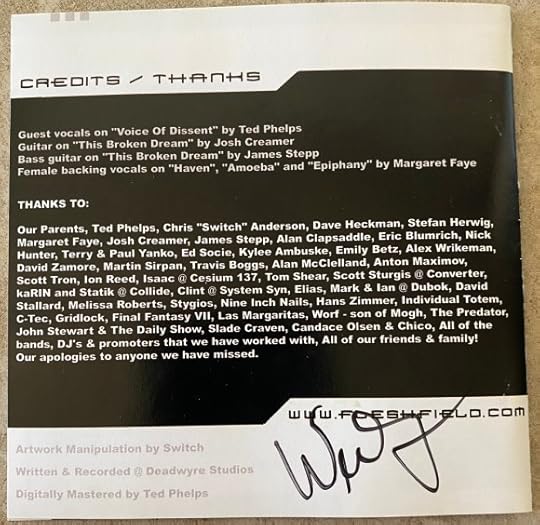 CREDITS / THANKS
Guest vocals on "Voice Of Dissent" by Ted Phelps
Guitar on "This Broken Dream" by Josh Creamer
Bass guitar on "This Broken Dream" by James Stepp
Female backing vocals on "Haven", "Amoeba" and "Epiphany" by Margaret Faye
THANKS TO:
Our Parents, Ted Phelps, Chris "Switch" Anderson, Dave Heckman, Stefan Herwig,
Margaret Faye, Josh Creamer, James Stepp, Alan Clapsaddle, Eric Blumrich, Nick
Hunter, Terry & Paul Yanko, Ed Socie, Kylee Ambuske, Emily Betz, Alex Wrikeman,
David Zamore, Martin Sirpan, Travis Boggs, Alan McClelland, Anton Maximov,
Scott Tron, Ion Reed, Isaac @ Cesium 137, Tom Shear, Scott Sturgis @ Converter,
kaRIN and Statik @ Collide, Clint @ System Syn, Elias, Mark & Ian @ Dubok, David
Stallard, Melissa Roberts, Stygios, Nine Inch Nails, Hans Zimmer, Individual Totem,
C-Tec, Gridlock, Final Fantasy VII, Las Margaritas, Worf - son of Mogh, The Predator,
John Stewart & The Daily Show, Slade Craven, Candace Olsen & Chico, All of the
bands, DJ's & promoters that we have worked with, All of our friends & family!
Our apologies to anyone we have missed.
www.FLESHFIELD.com
Artwork Manipulation by Switch
Written & Recorded @ Deadwyre Studios
Digitally Mastered by Ted Phelps